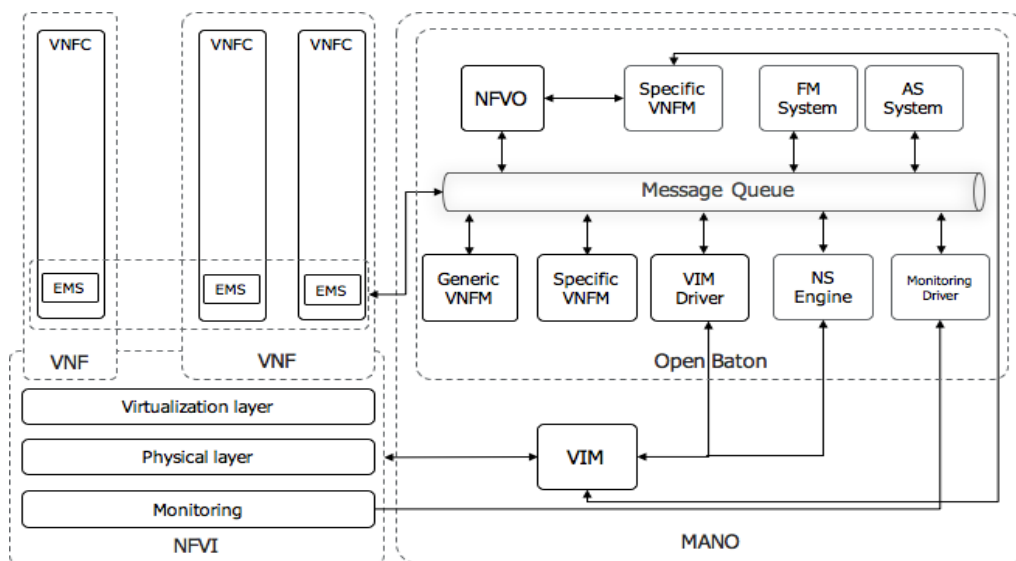 VNFC
VNFC
VNFC
EMS
EMS
EMS
VNF
VNF
Virtualization layer
Physical layer
Monitoring
NFVI
NFVO
Specific
VNFM
FM
System
AS
System
Message Queue
Generic
VNFM
Specific
VNFM
VIM
Driver
NS
Engine
Monitoring
Driver
Open Baton
VIM
MANO